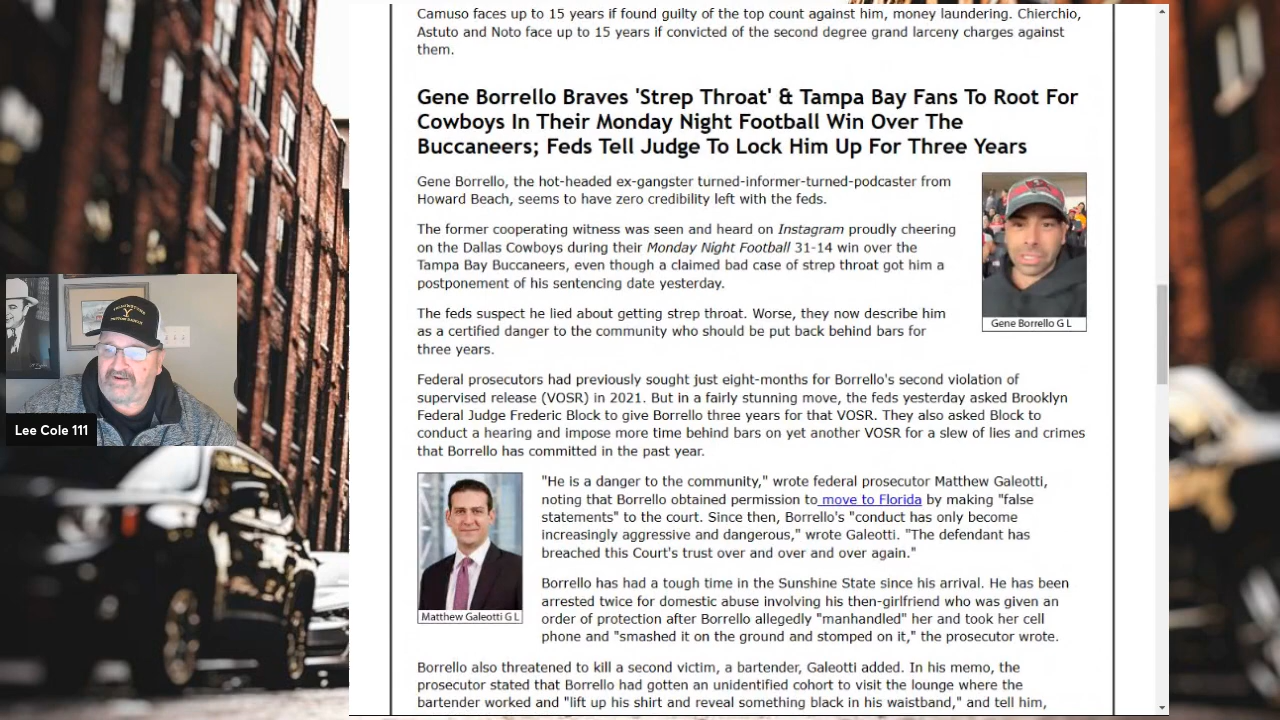 Camuso faces up to 15 years if found guilty of the top count against him, money laundering. Chierchio,
Astuto and Noto face up to 15 years if convicted of the second degree grand larceny charges against
them.
Gene Borrello Braves 'Strep Throat' & Tampa Bay Fans To Root For
Cowboys In Their Monday Night Football Win Over The
Buccaneers; Feds Tell Judge To Lock Him Up For Three Years
Gene Borrello, the hot-headed ex-gangster turned-informer-turned-podcaster from
Howard Beach, seems to have zero credibility left with the feds.
The former cooperating witness was seen and heard on Instagram proudly cheering
on the Dallas Cowboys during their Monday Night Football 31-14 win over the
Tampa Bay Buccaneers, even though a claimed bad case of strep throat got him a
postponement of his sentencing date yesterday.
Gene Borrello G L
The feds suspect he lied about getting strep throat. Worse, they now describe him
as a certified danger to the community who should be put back behind bars for
three years.
Federal prosecutors had previously sought just eight-months for Borrello's second violation of
supervised release (VOSR) in 2021. But in a fairly stunning move, the feds yesterday asked Brooklyn
Federal Judge Frederic Block to give Borrello three years for that VOSR. They also asked Block to
conduct a hearing and impose more time behind bars on yet another VOSR for a slew of lies and crimes
that Borrello has committed in the past year.
"He is a danger to the community," wrote federal prosecutor Matthew Galeotti,
noting that Borrello obtained permission to move to Florida by making "false
statements" to the court. Since then, Borrello's "conduct has only become
increasingly aggressive and dangerous," wrote Galeotti. "The defendant has
breached this Court's trust over and over and over again."
Matthew Galeotti G L
Borrello has had a tough time in the Sunshine State since his arrival. He has been
arrested twice for domestic abuse involving his then-girlfriend who was given an
order of protection after Borrello allegedly "manhandled" her and took her cell
phone and "smashed it on the ground and stomped on it," the prosecutor wrote.
Borrello also threatened to kill a second victim, a bartender, Galeotti added. In his memo, the
prosecutor stated that Borrello had gotten an unidentified cohort to visit the lounge where the
bartender worked and "lift up his shirt and reveal something black in his waistband," and tell him,
Lee Cole 111